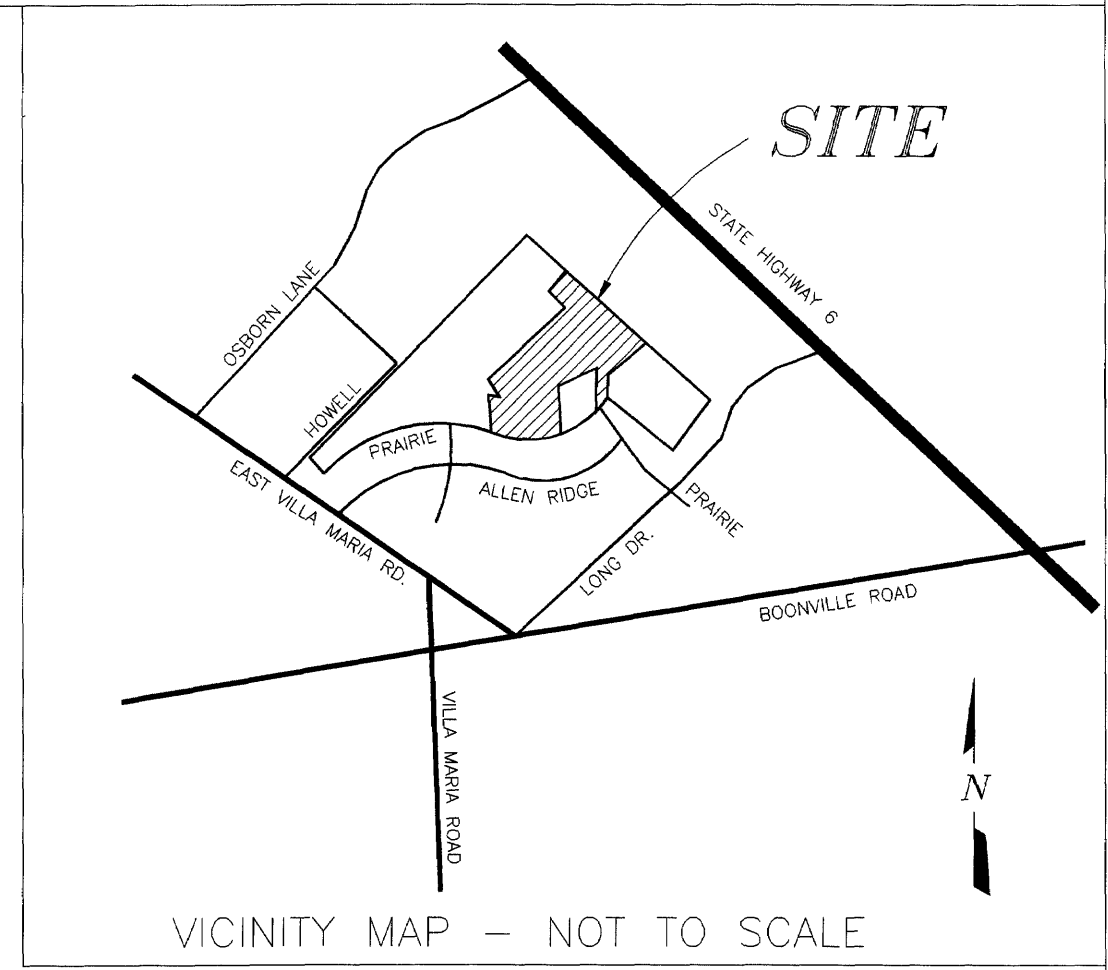 SITE
STATE HIGHWAY 6
OSBORN LANE
HOWELL
PRAIRIE
EAST VILLA MARIA RD.
ALLEN RIDGE
PRAIRIE
LONG DR.
BOONVILLE ROAD
VILLA MARIA ROAD
N
VICINITY MAP – NOT TO SCALE